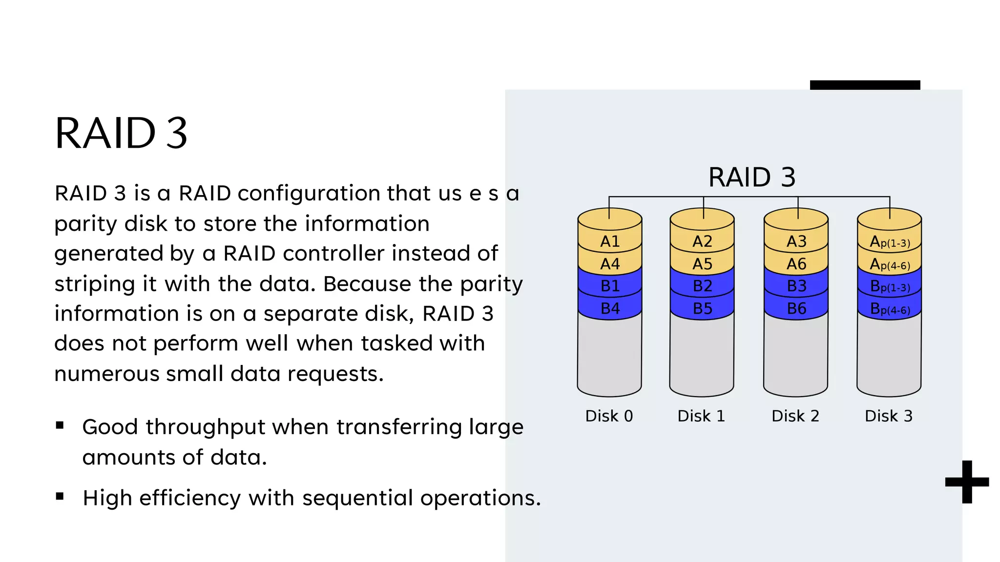 RAID 3
RAID 3 is a RAID configuration that us e s a
parity disk to store the information
generated by a RAID controller instead of
striping it with the data. Because the parity
information is on a separate disk, RAID 3
does not perform well when tasked with
numerous small data requests.
▪ Good throughput when transferring large
amounts of data.
▪ High efficiency with sequential operations.
RAID 3
A1 A2 A3 Ap(1-3)
A4 A5 A6 Ap(4-6)
B1 B2 B3 Bp(1-3)
B4 B5 B6 Bp(4-6)
Disk 0 Disk 1 Disk 2 Disk 3